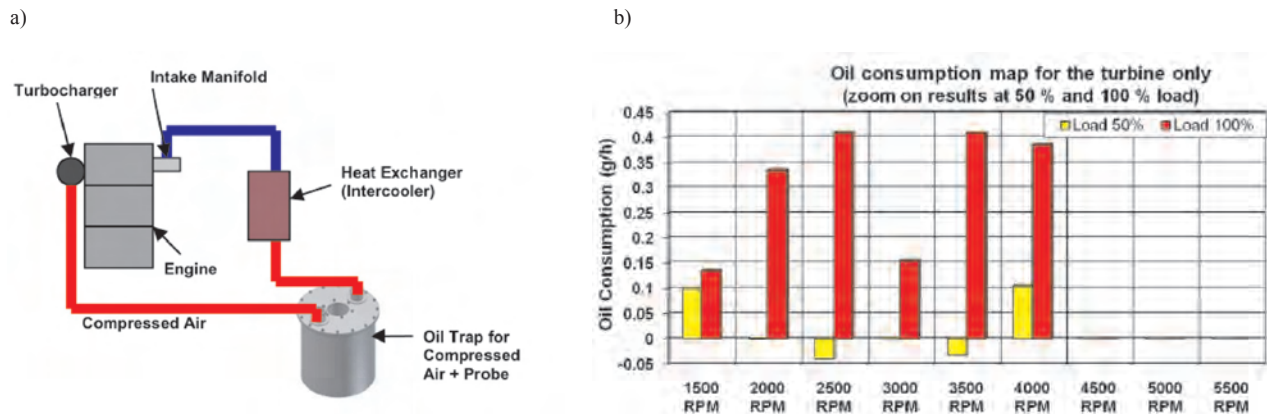 a)
Turbocharger
Intake Manifold
Heat Exchanger
(Intercooler)
Engine
Compressed Air
Oil Trap for
Compressed
Air + Probe
b)
Oil consumption map for the turbine only
(zoom on results at 50 % and 100 % load)
Load 50% Load 100%
Oil Consumption (g/h)
0.45
0.4
0.35
0.3
0.25
0.2
0.15
0.1
0.05
0
-0.05
1500 2000 2500 3000 3500 4000 4500 5000 5500
RPM RPM RPM RPM RPM RPM RPM RPM RPM